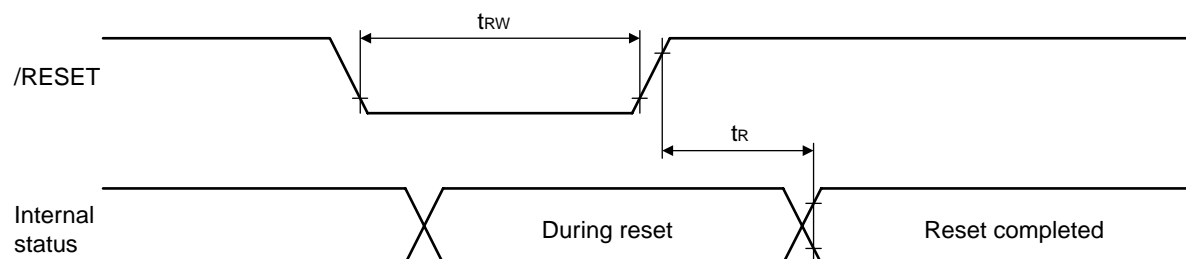 tRW
/RESET
tR
Internal
status
During reset
Reset completed